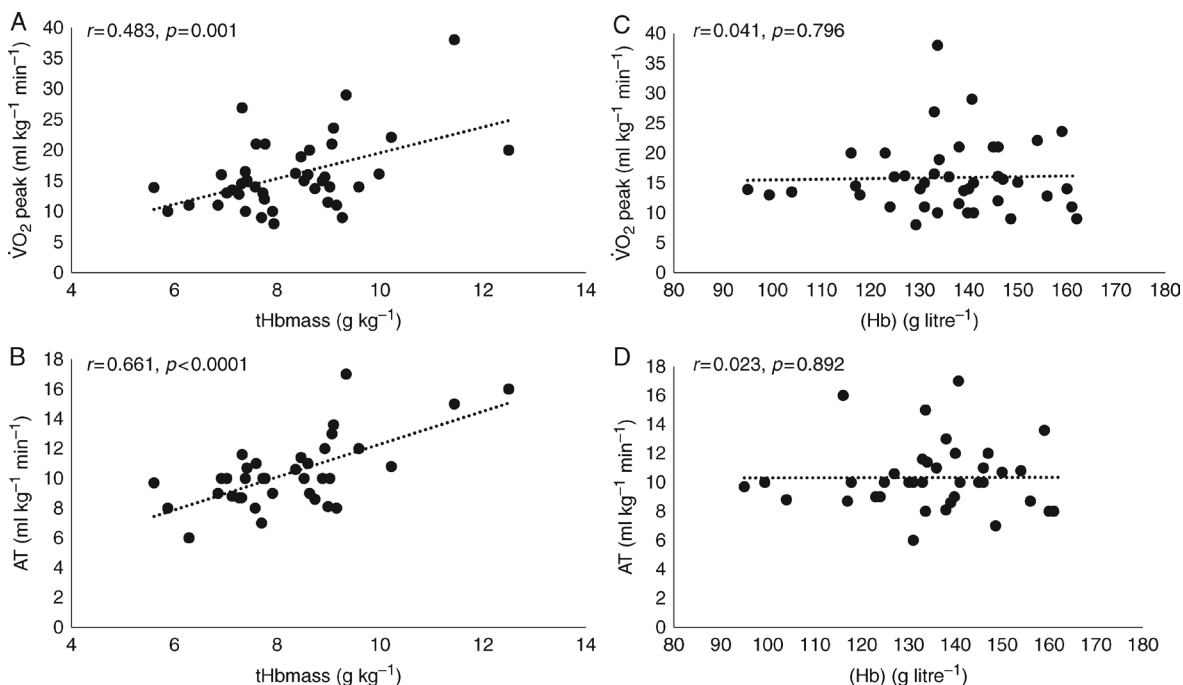 A
r=0.483, p=0.001
V̇O₂ peak (ml kg⁻¹ min⁻¹)
40
35
30
25
20
15
10
5
0
4 6 8 10 12 14
tHbmass (g kg⁻¹)
C
r=0.041, p=0.796
V̇O₂ peak (ml kg⁻¹ min⁻¹)
40
35
30
25
20
15
10
5
0
80 90 100 110 120 130 140 150 160 170 180
(Hb) (g litre⁻¹)
B
r=0.661, p<0.0001
AT (ml kg⁻¹ min⁻¹)
18
16
14
12
10
8
6
4
2
0
4 6 8 10 12 14
tHbmass (g kg⁻¹)
D
r=0.023, p=0.892
AT (ml kg⁻¹ min⁻¹)
18
16
14
12
10
8
6
4
2
0
80 90 100 110 120 130 140 150 160 170 180
(Hb) (g litre⁻¹)